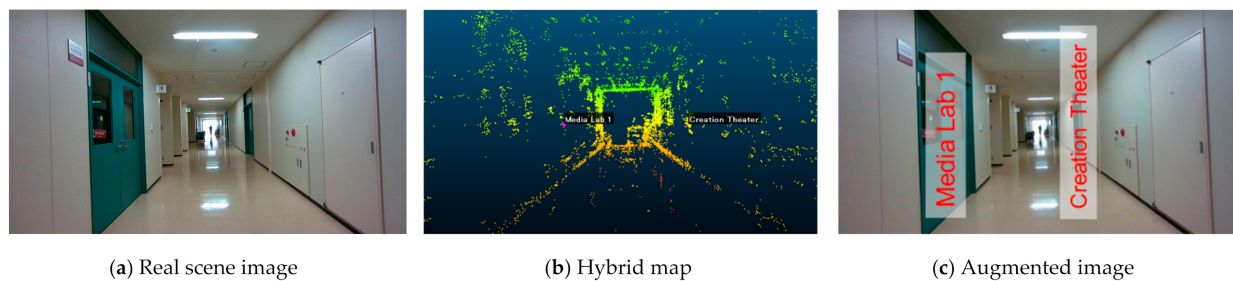 Media Lab 1
Creation Theater
Media Lab 1
Creation Theater
(a) Real scene image
(b) Hybrid map
(c) Augmented image